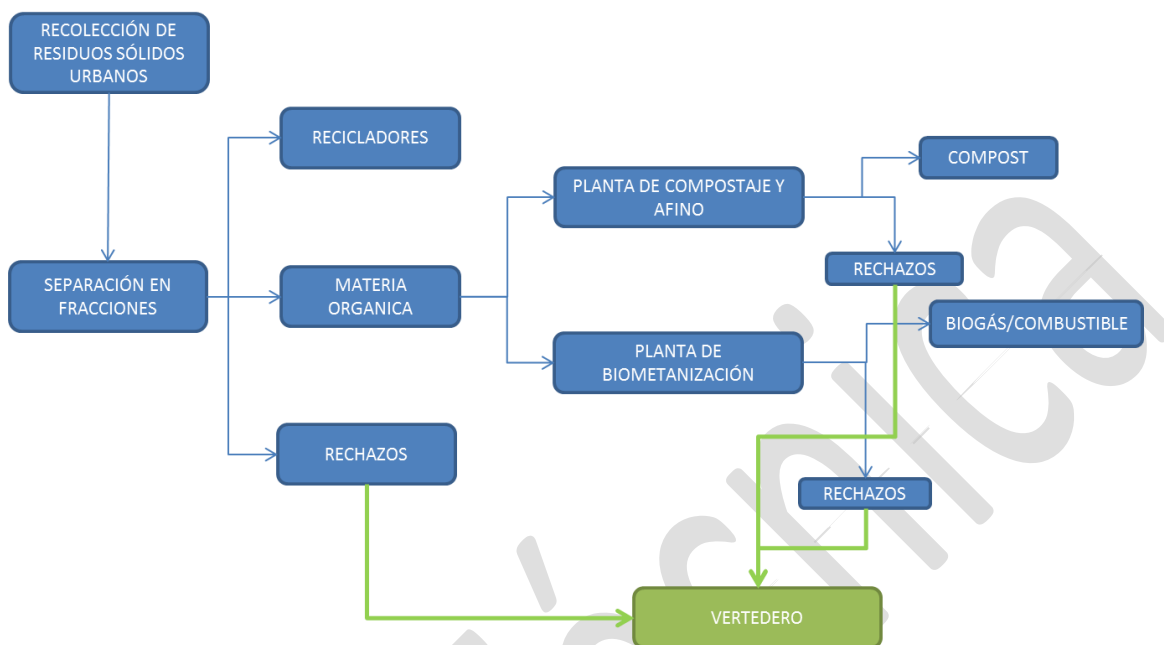 RECOLECCIÓN DE
RESIDUOS SÓLIDOS
URBANOS
RECICLADORES
COMPOST
PLANTA DE COMPOSTAJE Y
AFINO
RECHAZOS
SEPARACIÓN EN
FRACCIONES
MATERIA
ORGANICA
BIOGÁS/COMBUSTIBLE
PLANTA DE
BIOMETANIZACIÓN
RECHAZOS
RECHAZOS
VERTEDERO